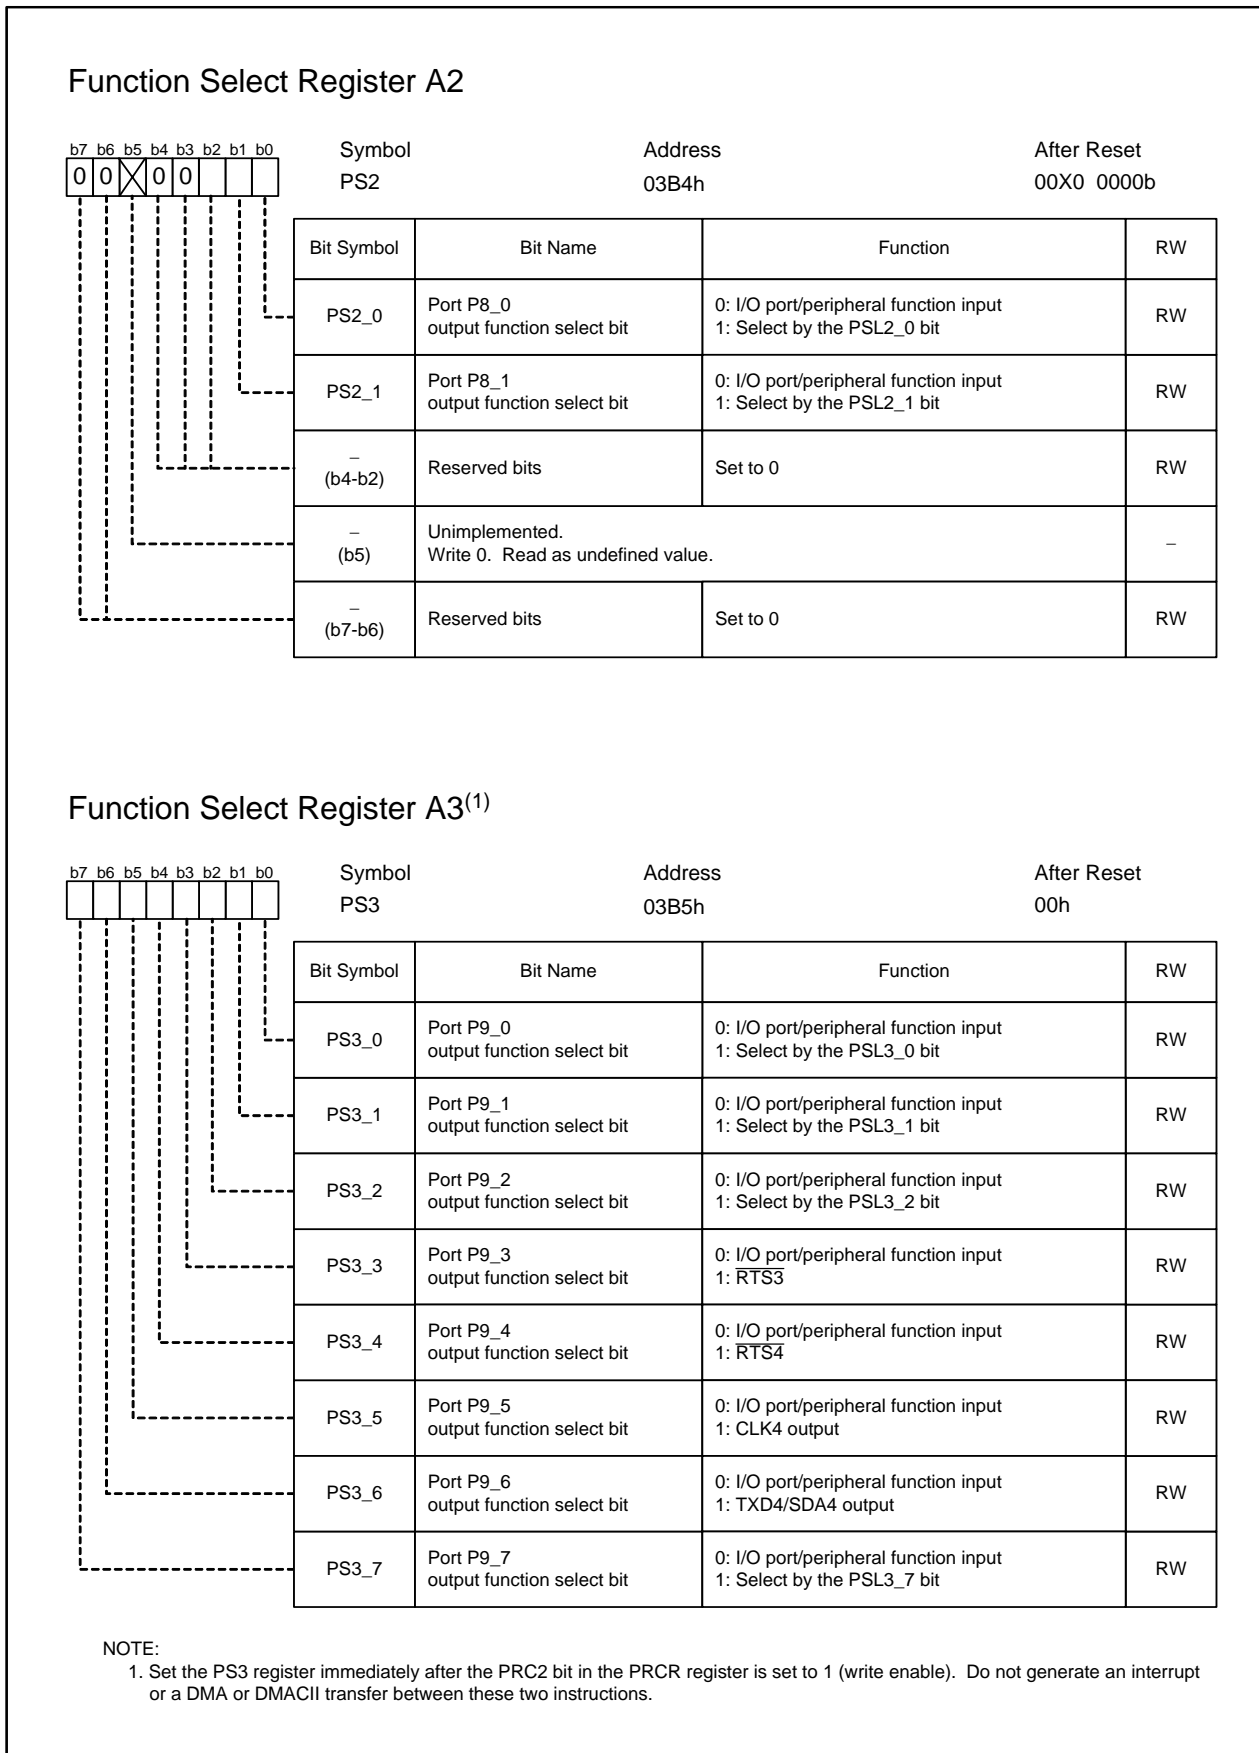 Function Select Register A2
b7 b6 b5 b4 b3 b2 b1 b0
Symbol Address After Reset
0 0 0 0
PS2 03B4h 00X0 0000b
Bit Symbol Bit Name Function RW
PS2_0 Port P8_0 0: I/O port/peripheral function input RW
output function select bit 1: Select by the PSL2_0 bit
PS2_1 Port P8_1 0: I/O port/peripheral function input RW
output function select bit 1: Select by the PSL2_1 bit
–
(b4-b2) Reserved bits Set to 0 RW
– Unimplemented. –
(b5) Write 0. Read as undefined value.
–
(b7-b6) Reserved bits Set to 0 RW
Function Select Register A3(1)
b7 b6 b5 b4 b3 b2 b1 b0
Symbol Address After Reset
PS3 03B5h 00h
Bit Symbol Bit Name Function RW
PS3_0 Port P9_0 0: I/O port/peripheral function input RW
output function select bit 1: Select by the PSL3_0 bit
PS3_1 Port P9_1 0: I/O port/peripheral function input RW
output function select bit 1: Select by the PSL3_1 bit
PS3_2 Port P9_2 0: I/O port/peripheral function input RW
output function select bit 1: Select by the PSL3_2 bit
PS3_3 Port P9_3 0: I/O port/peripheral function input RW
output function select bit 1: RTS3
PS3_4 Port P9_4 0: I/O port/peripheral function input RW
output function select bit 1: RTS4
PS3_5 Port P9_5 0: I/O port/peripheral function input RW
output function select bit 1: CLK4 output
PS3_6 Port P9_6 0: I/O port/peripheral function input RW
output function select bit 1: TXD4/SDA4 output
PS3_7 Port P9_7 0: I/O port/peripheral function input RW
output function select bit 1: Select by the PSL3_7 bit
NOTE:
1. Set the PS3 register immediately after the PRC2 bit in the PRCR register is set to 1 (write enable). Do not generate an interrupt
or a DMA or DMACII transfer between these two instructions.